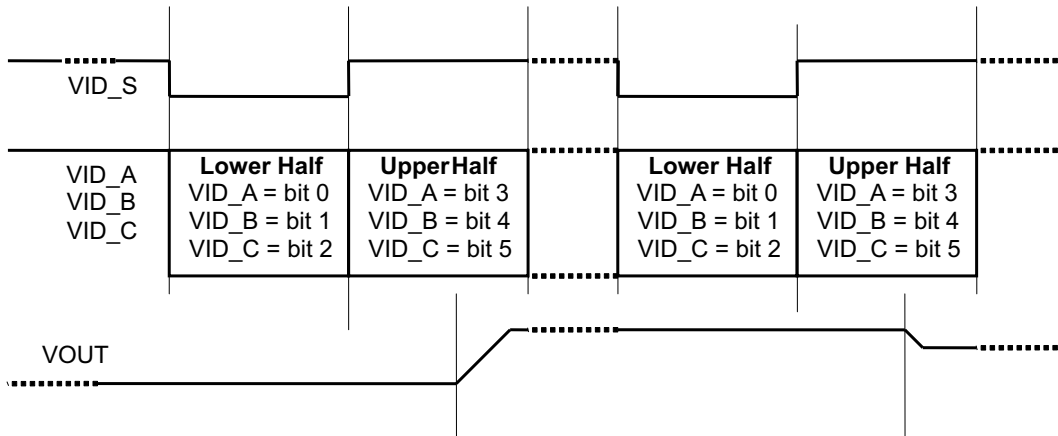 VID_S
VID_A
VID_B
VID_C
Lower Half
VID_A = bit 0
VID_B = bit 1
VID_C = bit 2
UpperHalf
VID_A = bit 3
VID_B = bit 4
VID_C = bit 5
Lower Half
VID_A = bit 0
VID_B = bit 1
VID_C = bit 2
Upper Half
VID_A = bit 3
VID_B = bit 4
VID_C = bit 5
VOUT